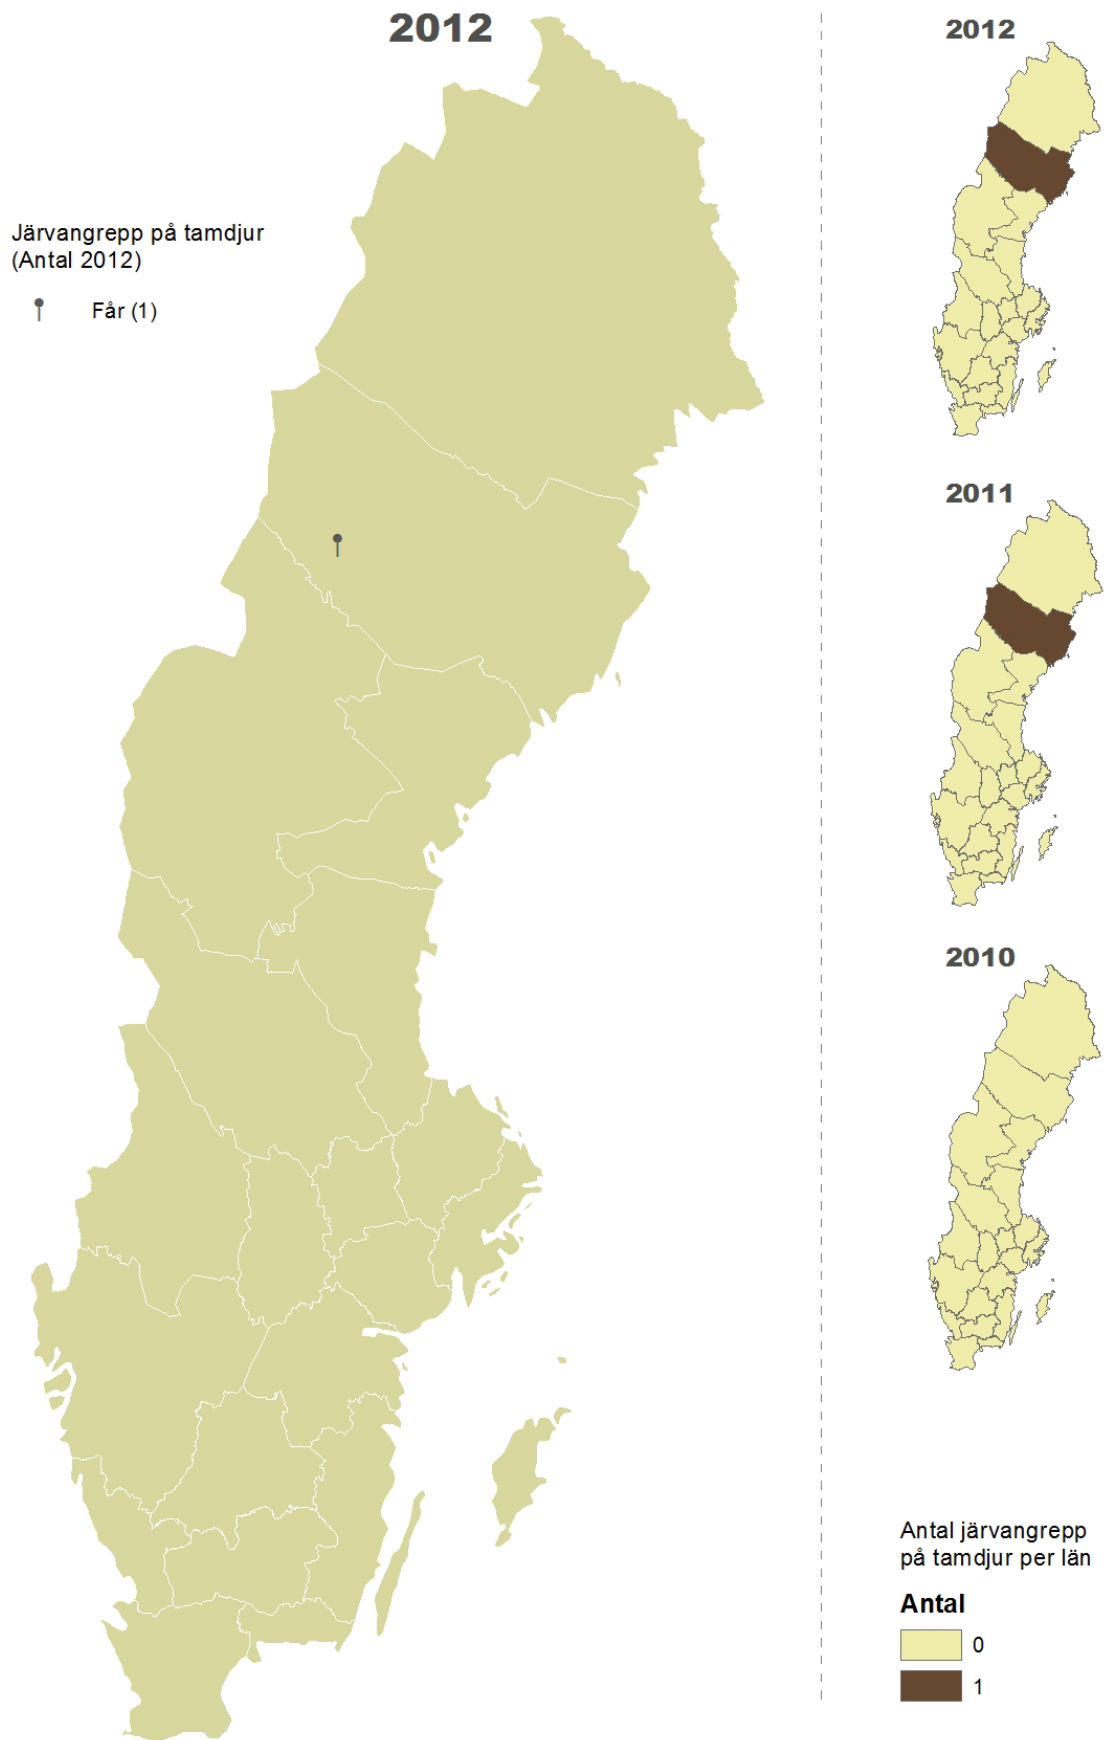 2012
Järvangrepp på tamdjur
(Antal 2012)
Får (1)
2012
2011
2010
Antal järvangrepp
på tamdjur per län
Antal
0
1